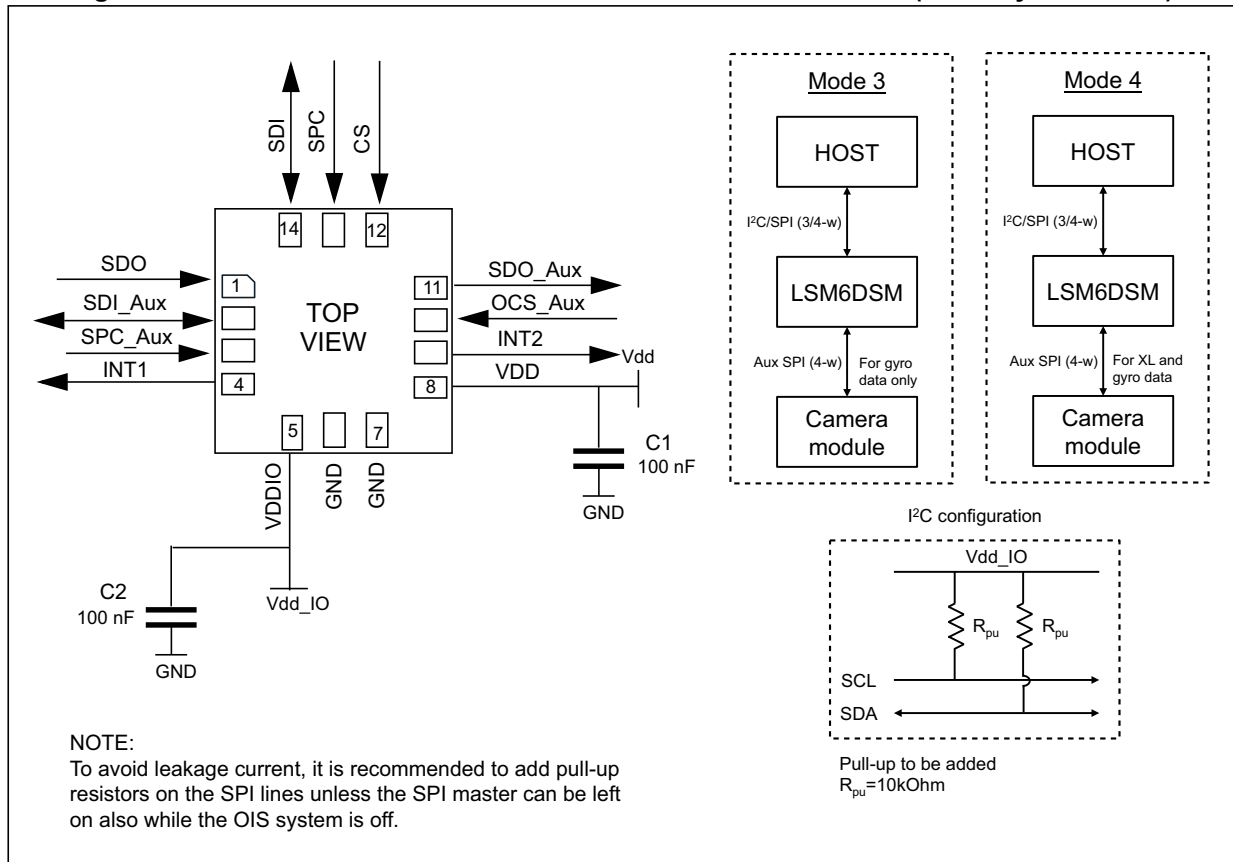 SDI
SPC
CS
14
12
SDO
1
SDI_Aux
SPC_Aux
INT1
4
TOP
VIEW
11
SDO_Aux
OCS_Aux
INT2
Vdd
VDD
8
5
7
VDDIO
GND
GND
C1
100 nF
GND
C2
100 nF
GND
Vdd_IO
NOTE:
To avoid leakage current, it is recommended to add pull-up
resistors on the SPI lines unless the SPI master can be left
on also while the OIS system is off.
Mode 3
HOST
I²C/SPI (3/4-w)
LSM6DSM
Aux SPI (4-w)
For gyro
data only
Camera
module
Mode 4
HOST
I²C/SPI (3/4-w)
LSM6DSM
Aux SPI (4-w)
For XL and
gyro data
Camera
module
I²C configuration
Vdd_IO
Rpu
Rpu
SCL
SDA
Pull-up to be added
Rpu=10kOhm